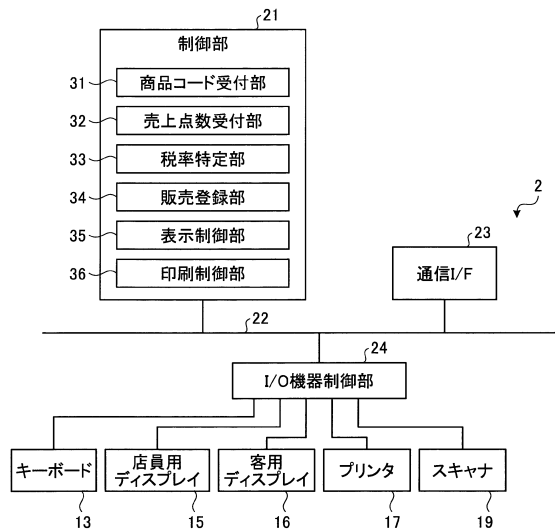 21
制御部
31
商品コード受付部
32
売上点数受付部
33
税率特定部
34
販売登録部
35
表示制御部
36
印刷制御部
2
23
通信I/F
22
24
I/O機器制御部
キーボード
店員用
ディスプレイ
客用
ディスプレイ
プリンタ
スキャナ
13
15
16
17
19